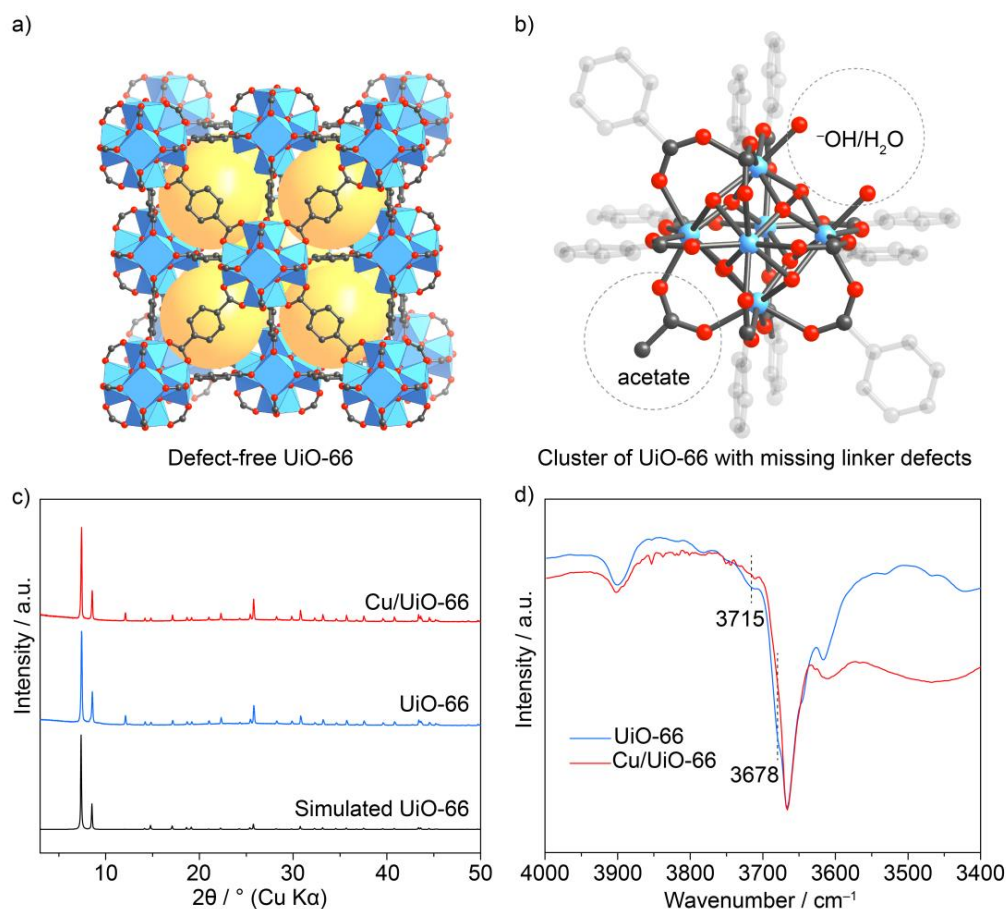 a)
b)
⁻OH/H₂O
acetate
Defect-free UiO-66
Cluster of UiO-66 with missing linker defects
c)
Intensity / a.u.
Cu/UiO-66
UiO-66
Simulated UiO-66
10 20 30 40 50
2θ / ° (Cu Kα)
d)
Intensity / a.u.
3715
3678
UiO-66
Cu/UiO-66
4000 3900 3800 3700 3600 3500 3400
Wavenumber / cm⁻¹